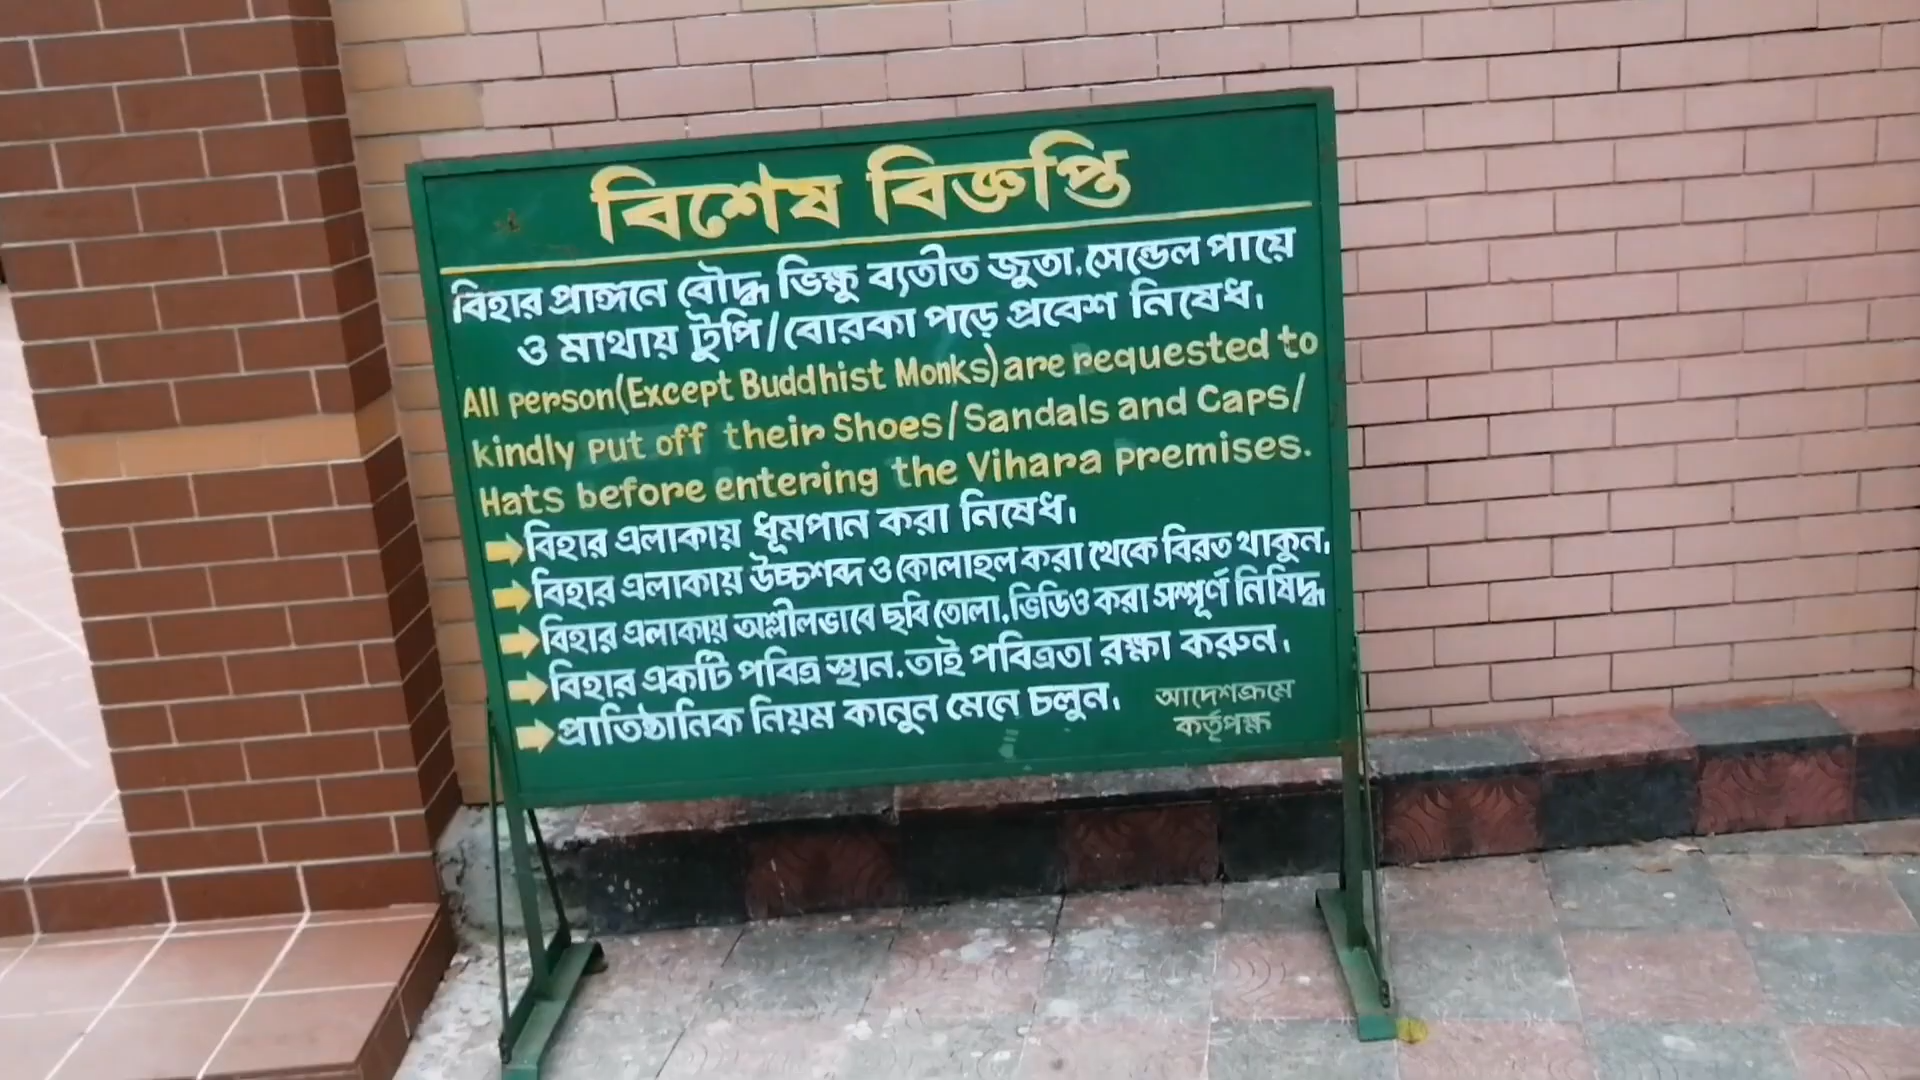 বিশেষ বিজ্ঞপ্তি
বিহার প্রাঙ্গনে বৌদ্ধ ভিক্ষু ব্যতীত জুতা, সেন্ডেল পায়ে
ও মাথায় টুপি/বোরকা পড়ে প্রবেশ নিষেধ।
All person(Except Buddhist Monks)are requested to
kindly put off their Shoes/Sandals and Caps/
Hats before entering the Vihara premises.
বিহার এলাকায় ধূমপান করা নিষেধ।
বিহার এলাকায় উচ্চশব্দ ও কোলাহল করা থেকে বিরত থাকুন।
বিহার এলাকায় অশ্লীলভাবে ছবি তোলা, ভিডিও করা সম্পূর্ণ নিষিদ্ধ
বিহার একটি পবিত্র স্থান, তাই পবিত্রতা রক্ষা করুন।
প্রাতিষ্ঠানিক নিয়ম কানুন মেনে চলুন।
আদেশক্রমে
কর্তৃপক্ষ